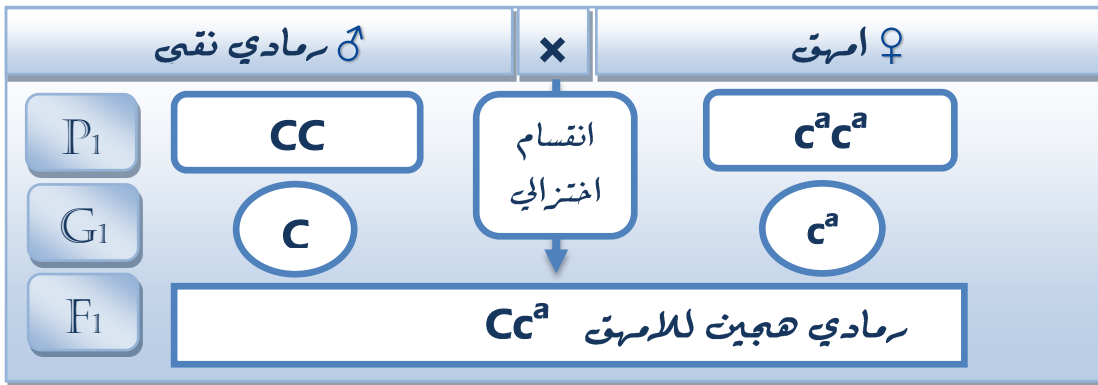 ♀ امهق × ♂ رمادي نقي
P1 CC انقسام cᵃcᵃ
اختزالي
G1 C cᵃ
F1 رمادي هجين للامهق Ccᵃ